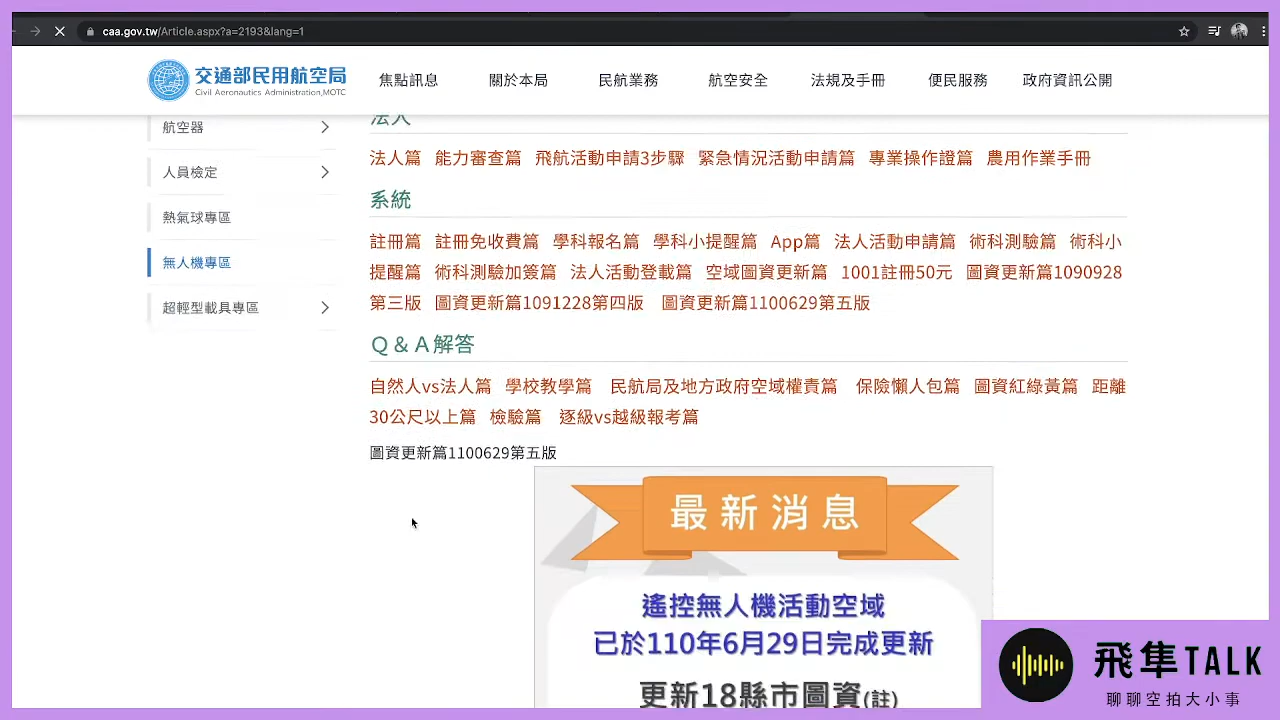 caa.gov.tw/Article.aspx?a=2193&lang=1
交通部民用航空局
Civil Aeronautics Administration,MOTC
焦點訊息 關於本局 民航業務 航空安全 法規及手冊 便民服務 政府資訊公開
航空器
人員檢定
熱氣球專區
無人機專區
超輕型載具專區
法人
法人篇 能力審查篇 飛航活動申請3步驟 緊急情況活動申請篇 專業操作證篇 農用作業手冊
系統
註冊篇 註冊免收費篇 學科報名篇 學科小提醒篇 App篇 法人活動申請篇 術科測驗篇 術科小
提醒篇 術科測驗加簽篇 法人活動登載篇 空域圖資更新篇 1001註冊50元 圖資更新篇1090928
第三版 圖資更新篇1091228第四版 圖資更新篇1100629第五版
Q & A 解答
自然人vs法人篇 學校教學篇 民航局及地方政府空域權責篇 保險懶人包篇 圖資紅綠黃篇 距離
30公尺以上篇 檢驗篇 逐級vs越級報考篇
圖資更新篇1100629第五版
最新消息
遙控無人機活動空域
已於110年6月29日完成更新
更新18縣市圖資(註)
飛隼TALK
聊聊空拍大小事